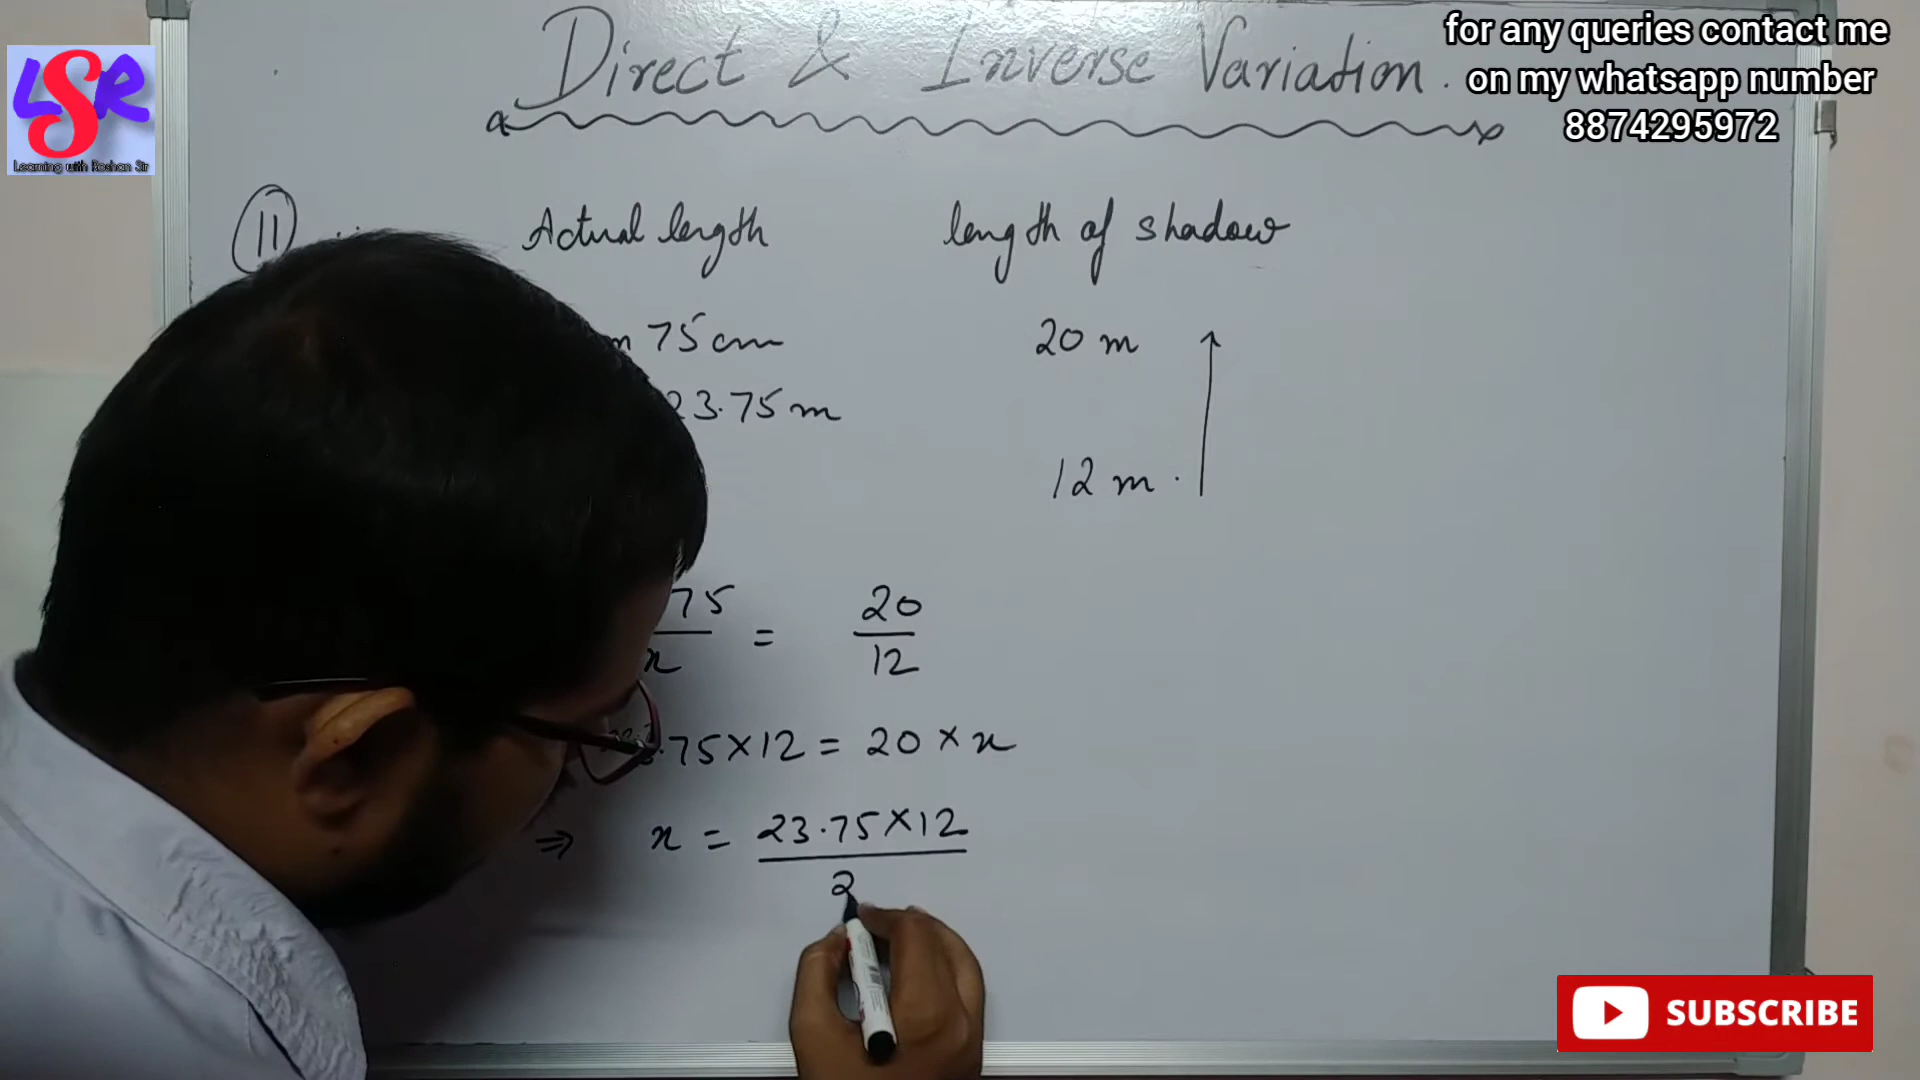 for any queries contact me
on my whatsapp number
8874295972
LSR
Learning with Roshan Sir
Direct & Inverse Variation.
11 Actual length length of shadow
m 75 cm 20 m
23.75 m
12 m.
75 / x = 20 / 12
.75 × 12 = 20 × x
⇒ x = 23.75 × 12
2
SUBSCRIBE